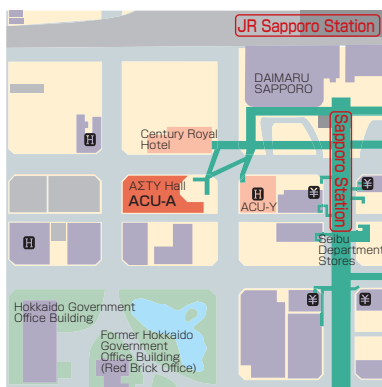 JR Sapporo Station
DAIMARU
SAPPORO
Century Royal
Hotel
Sapporo Station
H
ΑΣΤΥ Hall
ACU-A
H
¥
¥
ACU-Y
H
Seibu
Department
Stores
¥
¥
Hokkaido Government
Office Building
Former Hokkaido
Government
Office Building
(Red Brick Office)